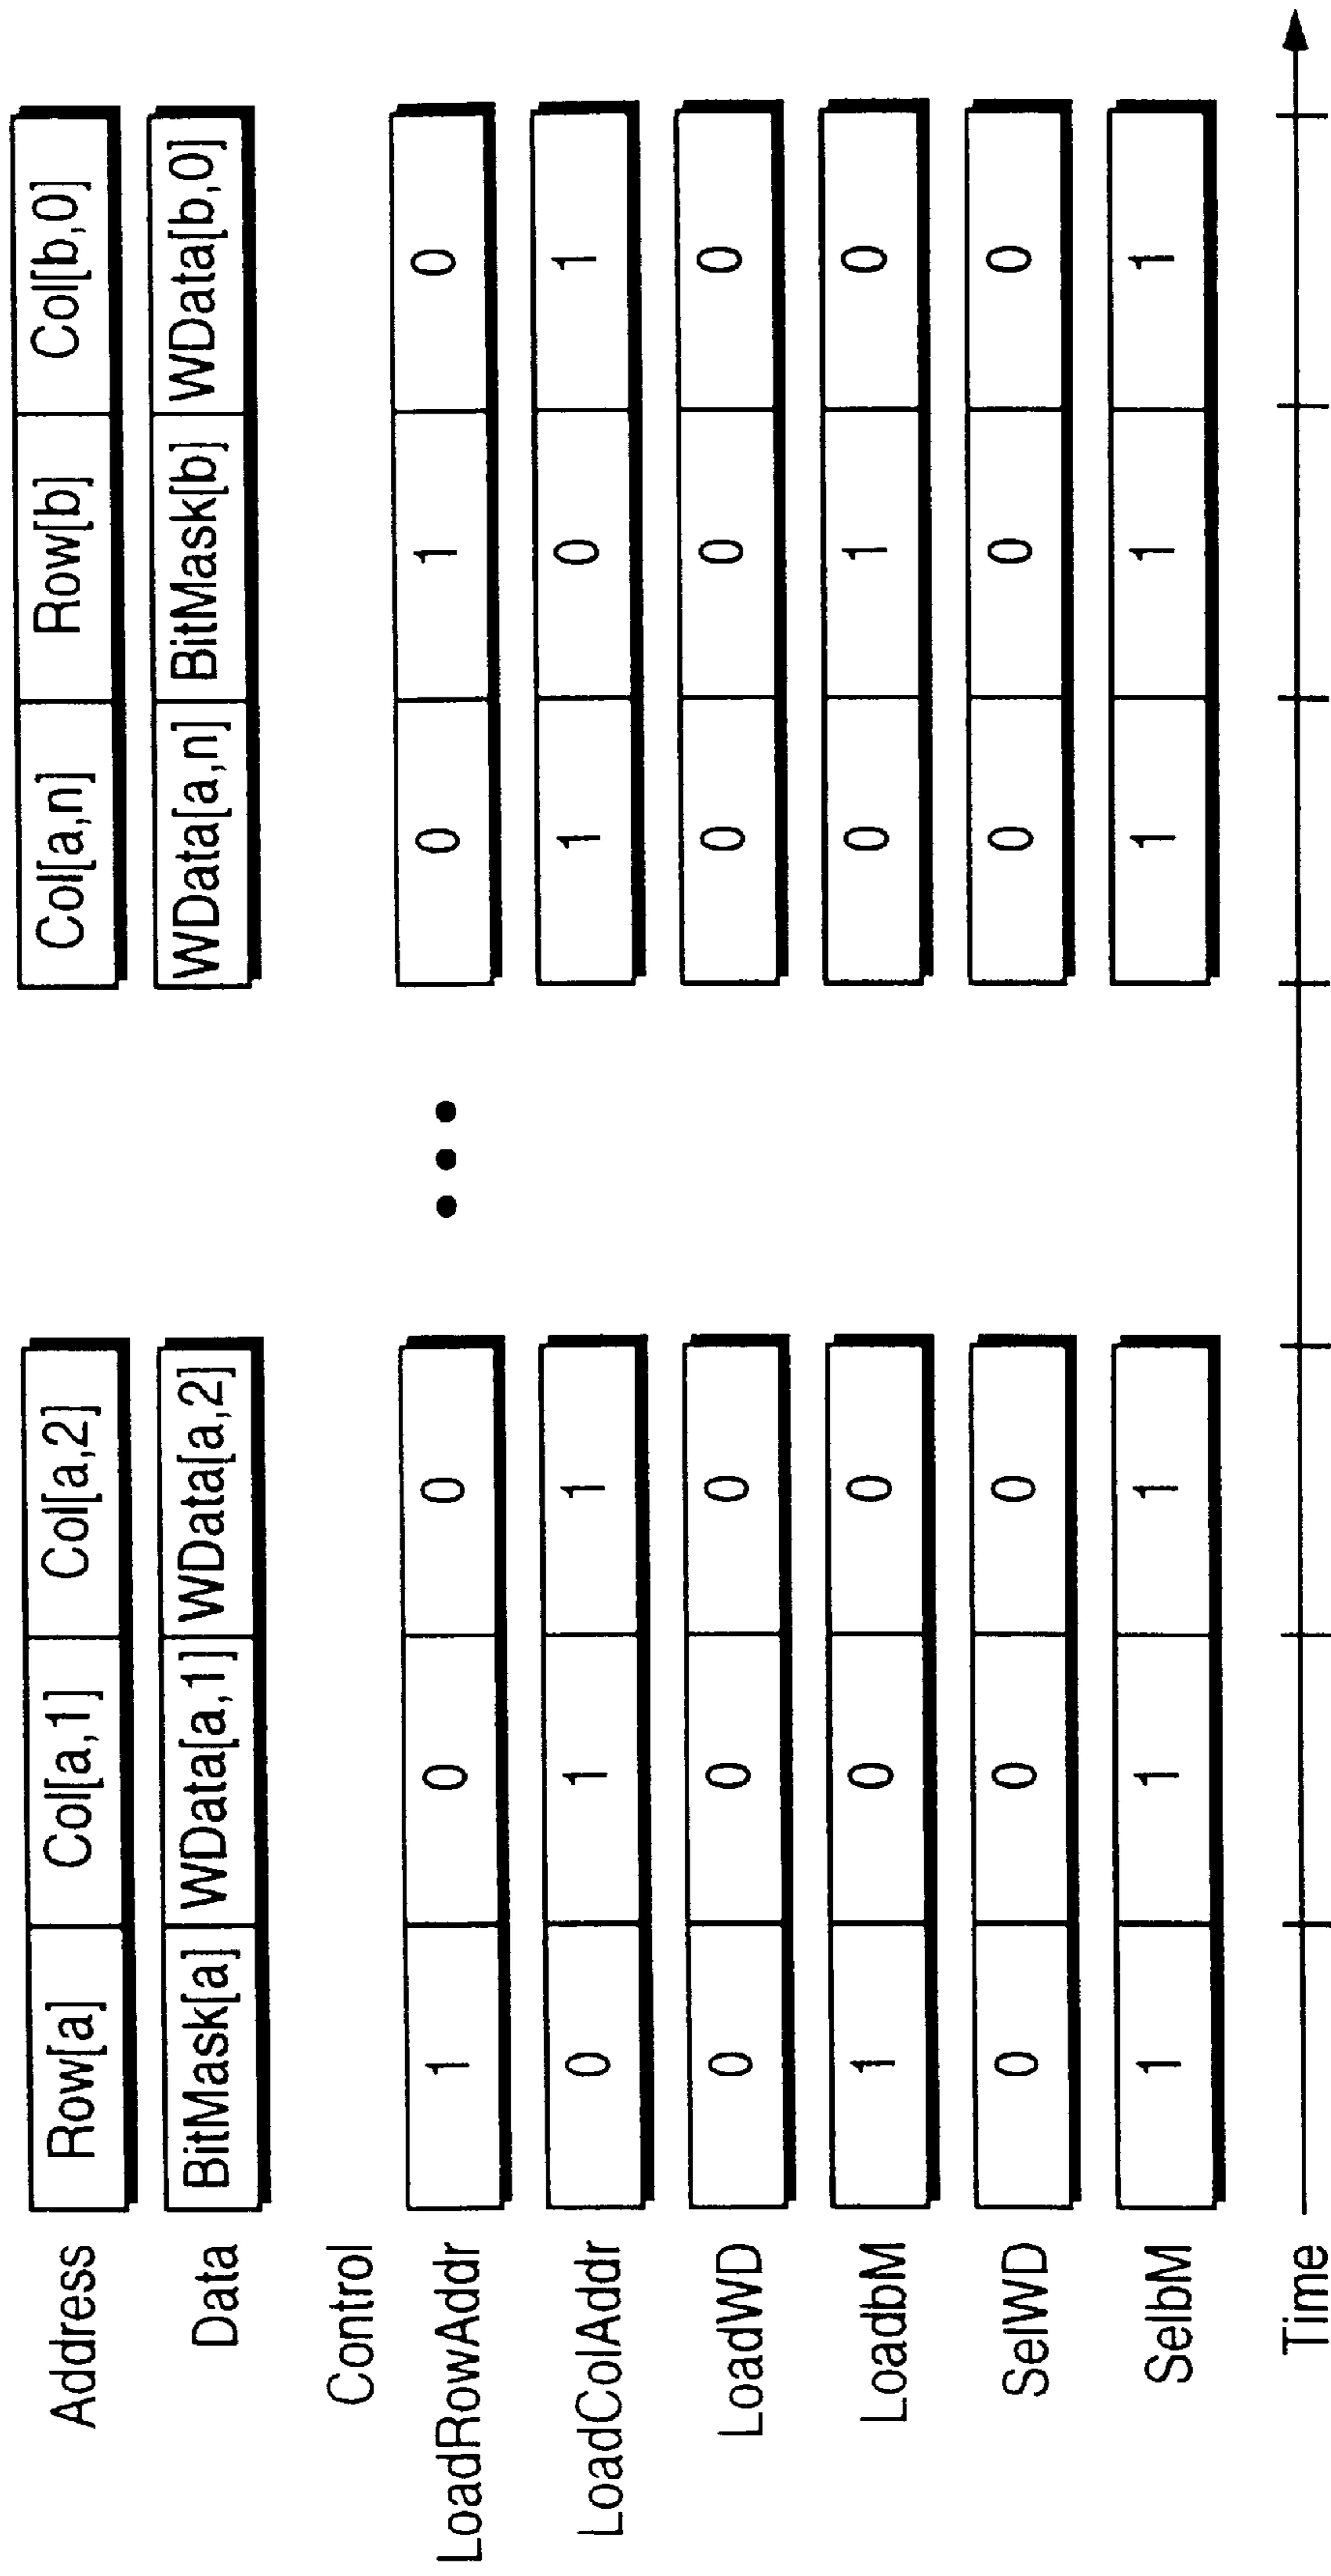 Address Row[a] Col[a,1] Col[a,2] Col[a,n] Row[b] Col[b,0]
Data BitMask[a] WData[a,1] WData[a,2] WData[a,n] BitMask[b] WData[b,0]
Control
LoadRowAddr 1 0 0 ••• 0 1 0
LoadColAddr 0 1 1 1 0 1
LoadWD 0 0 0 0 0 0
LoadbM 1 0 0 0 1 0
SelWD 0 0 0 0 0 0
SelbM 1 1 1 1 1 1
Time